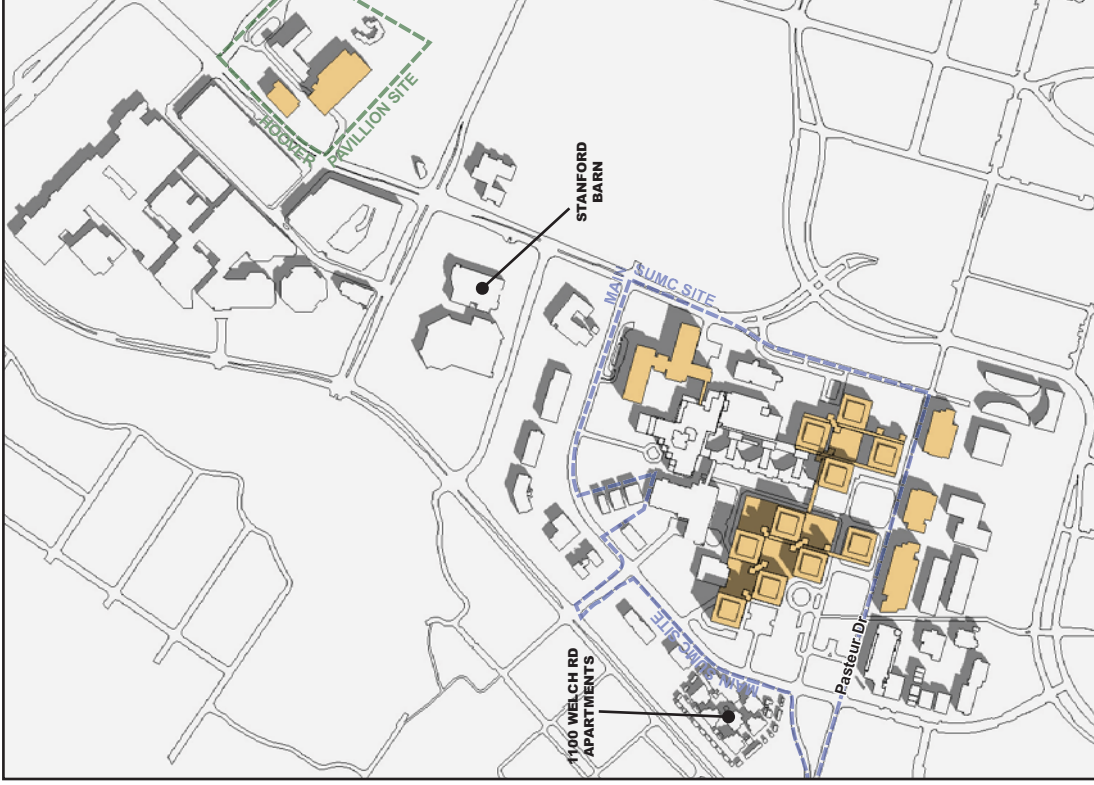 HOOVER PAVILLION SITE
STANFORD
BARN
MAIN SUMC SITE
MAIN SUMC SITE
Pasteur Dr
1100 WELCH RD
APARTMENTS